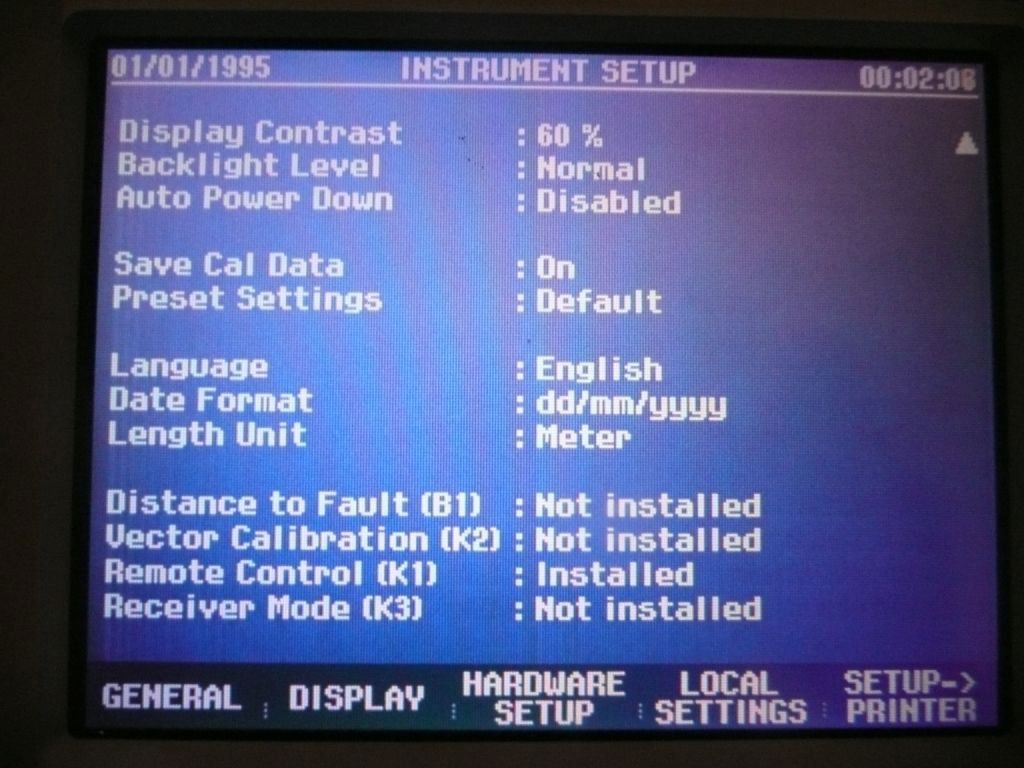 01/01/1995 INSTRUMENT SETUP 00:02:06
Display Contrast : 60 %
Backlight Level : Normal
Auto Power Down : Disabled
Save Cal Data : On
Preset Settings : Default
Language : English
Date Format : dd/mm/yyyy
Length Unit : Meter
Distance to Fault (B1) : Not installed
Vector Calibration (K2) : Not installed
Remote Control (K1) : Installed
Receiver Mode (K3) : Not installed
GENERAL DISPLAY HARDWARE SETUP LOCAL SETTINGS SETUP-> PRINTER